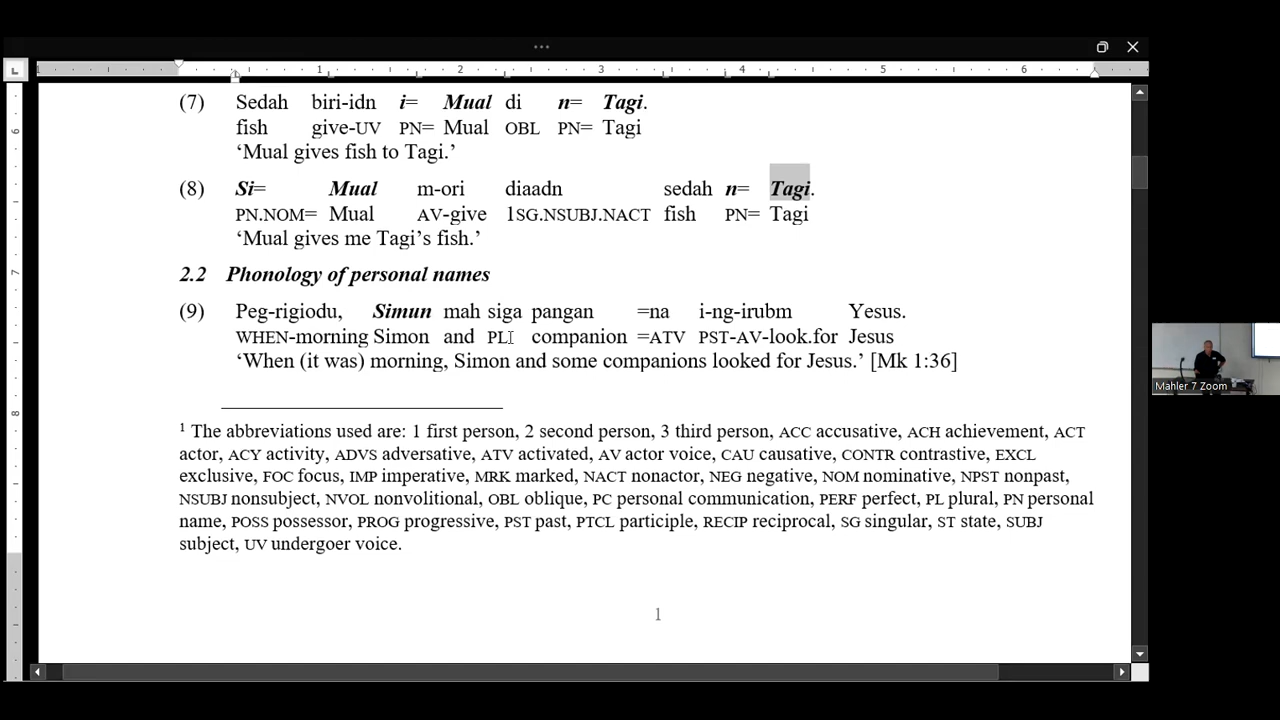 1 2 3 4 5 6
6
7
8
(7) Sedah biri-idn i= Mual di n= Tagi.
fish give-UV PN= Mual OBL PN= Tagi
‘Mual gives fish to Tagi.’
(8) Si= Mual m-ori diaadn sedah n= Tagi.
PN.NOM= Mual AV-give 1SG.NSUBJ.NACT fish PN= Tagi
‘Mual gives me Tagi’s fish.’
2.2 Phonology of personal names
(9) Peg-rigiodu, Simun mah siga pangan =na i-ng-irubm Yesus.
WHEN-morning Simon and PL companion =ATV PST-AV-look.for Jesus
‘When (it was) morning, Simon and some companions looked for Jesus.’ [Mk 1:36]
1 The abbreviations used are: 1 first person, 2 second person, 3 third person, ACC accusative, ACH achievement, ACT
actor, ACY activity, ADVS adversative, ATV activated, AV actor voice, CAU causative, CONTR contrastive, EXCL
exclusive, FOC focus, IMP imperative, MRK marked, NACT nonactor, NEG negative, NOM nominative, NPST nonpast,
NSUBJ nonsubject, NVOL nonvolitional, OBL oblique, PC personal communication, PERF perfect, PL plural, PN personal
name, POSS possessor, PROG progressive, PST past, PTCL participle, RECIP reciprocal, SG singular, ST state, SUBJ
subject, UV undergoer voice.
1
Mahler 7 Zoom